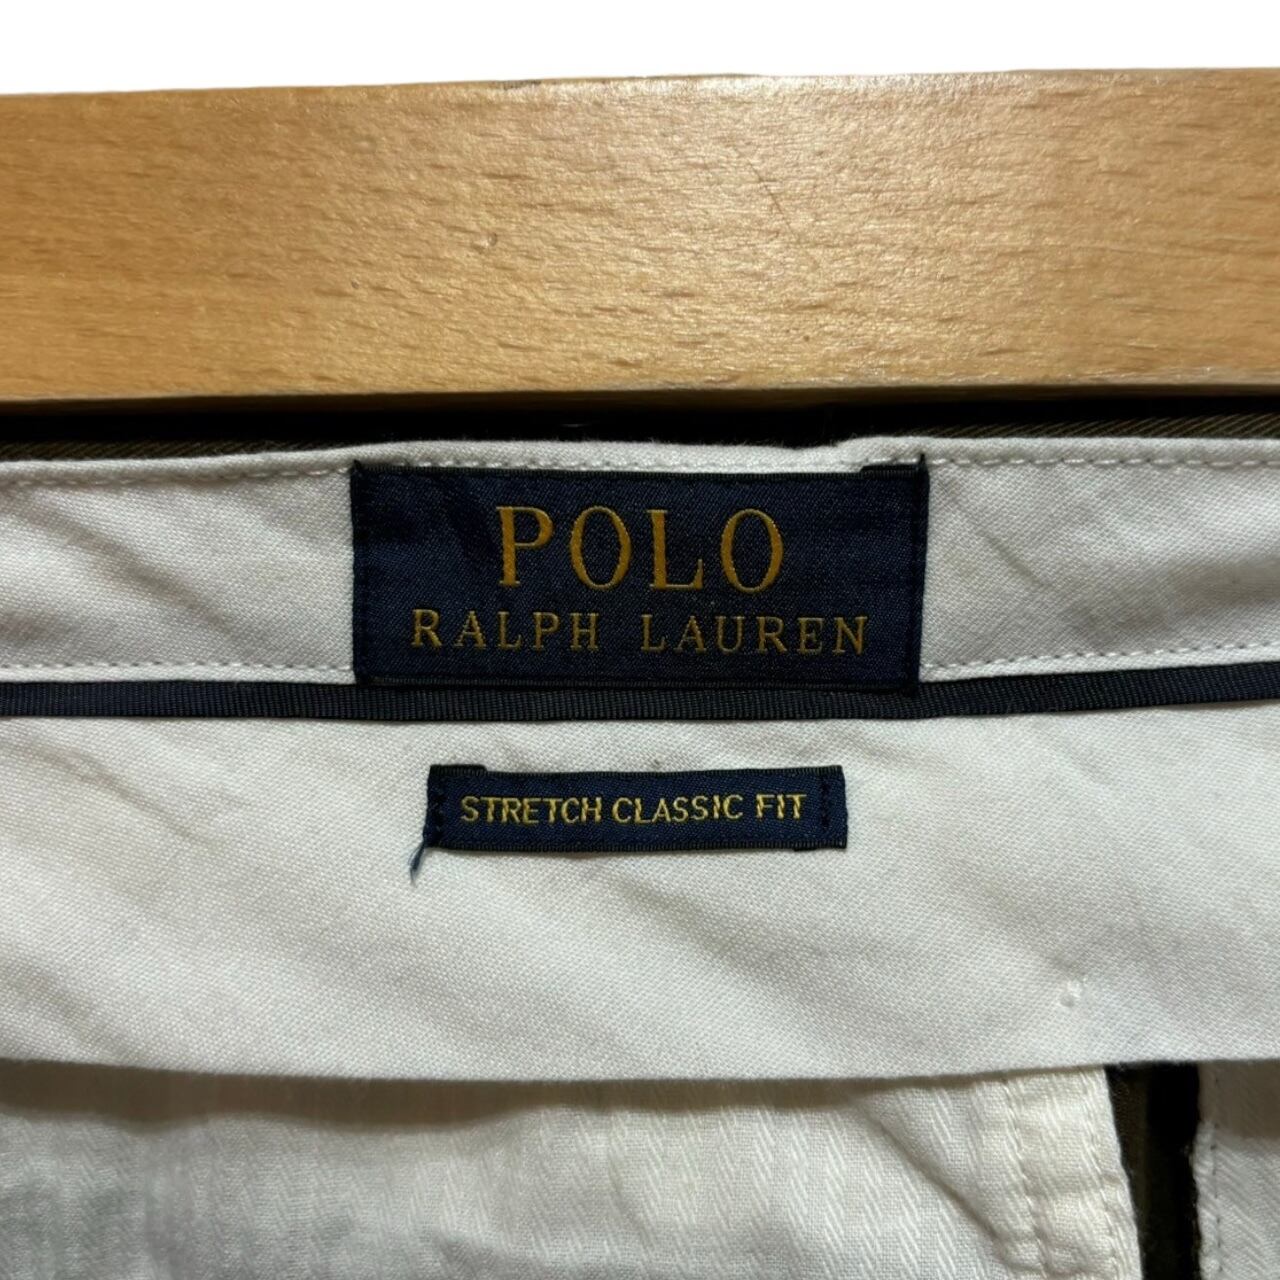 POLO
RALPH LAUREN
STRETCH CLASSIC FIT